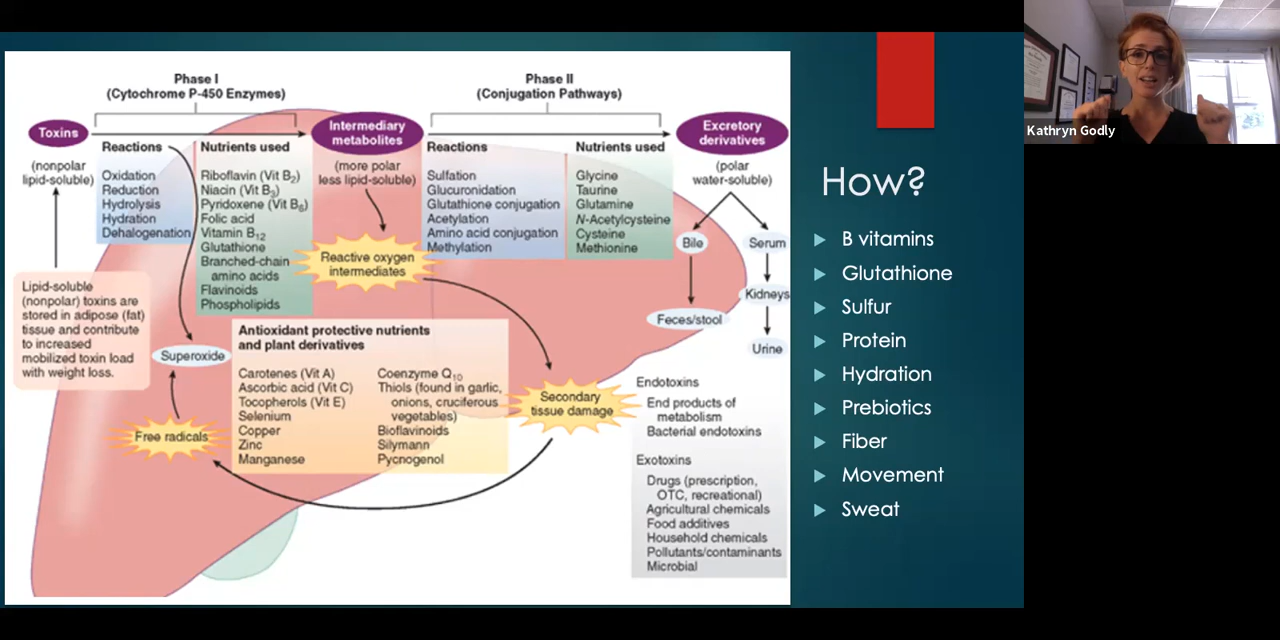 Phase I
(Cytochrome P-450 Enzymes)
Phase II
(Conjugation Pathways)
Toxins
Intermediary
metabolites
Excretory
derivatives
(nonpolar
lipid-soluble)
Reactions
Oxidation
Reduction
Hydrolysis
Hydration
Dehalogenation
Nutrients used
Riboflavin (Vit B2)
Niacin (Vit B3)
Pyridoxene (Vit B6)
Folic acid
Vitamin B12
Glutathione
Branched-chain
amino acids
Flavinoids
Phospholipids
(more polar
less lipid-soluble)
Reactive oxygen
intermediates
Reactions
Sulfation
Glucuronidation
Glutathione conjugation
Acetylation
Amino acid conjugation
Methylation
Nutrients used
Glycine
Taurine
Glutamine
N-Acetylcysteine
Cysteine
Methionine
(polar
water-soluble)
Bile
Serum
Kidneys
Feces/stool
Urine
Lipid-soluble
(nonpolar) toxins are
stored in adipose (fat)
tissue and contribute
to increased
mobilized toxin load
with weight loss.
Superoxide
Free radicals
Antioxidant protective nutrients
and plant derivatives
Carotenes (Vit A)
Ascorbic acid (Vit C)
Tocopherols (Vit E)
Selenium
Copper
Zinc
Manganese
Coenzyme Q10
Thiols (found in garlic,
onions, cruciferous
vegetables)
Bioflavinoids
Silymann
Pycnogenol
Secondary
tissue damage
Endotoxins
End products of
metabolism
Bacterial endotoxins
Exotoxins
Drugs (prescription,
OTC, recreational)
Agricultural chemicals
Food additives
Household chemicals
Pollutants/contaminants
Microbial
How?
B vitamins
Glutathione
Sulfur
Protein
Hydration
Prebiotics
Fiber
Movement
Sweat
Kathryn Godly